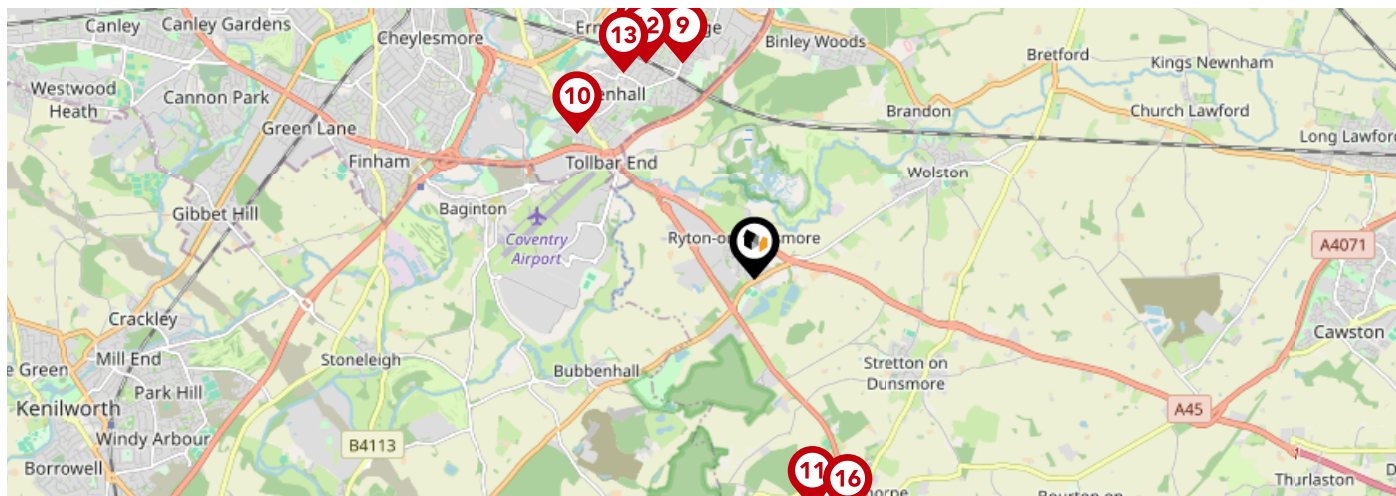 Canley
Canley Gardens
Cheylesmore
13
2
9
Binley Woods
Bretford
Kings Newnham
Westwood
Heath
Cannon Park
10
Brandon
Church Lawford
Green Lane
Long Lawford
Finham
Tollbar End
Wolston
Gibbet Hill
Baginton
Coventry
Airport
A4071
Crackley
Cawston
Mill End
Stoneleigh
Bubbenhall
Stretton on
Dunsmore
Park Hill
Kenilworth
A45
Windy Arbour
B4113
Borrowell
11
16
Thurlaston